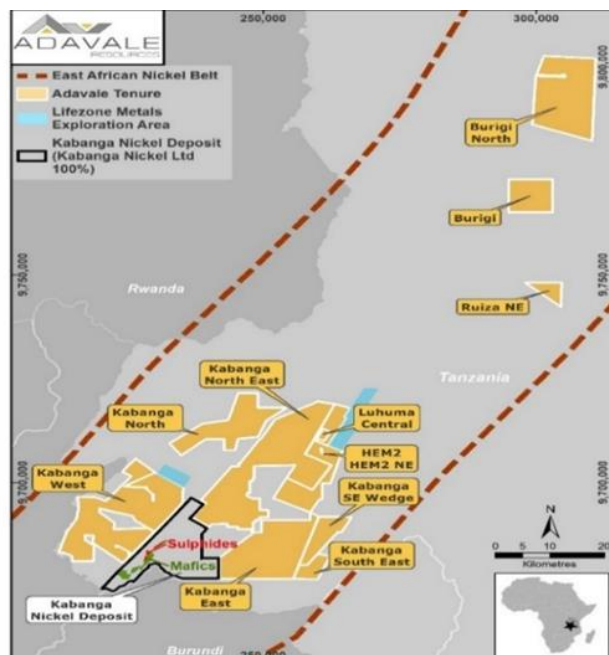 ADAVALE
RESOURCES
East African Nickel Belt
Adavale Tenure
Lifezone Metals
Exploration Area
Kabanga Nickel Deposit
(Kabanga Nickel Ltd
100%)
250,000
300,000
9,800,000
Burigi
North
Burigi
9,750,000
9,750,000
Ruiza NE
Rwanda
Tanzania
Kabanga
North East
Kabanga
North
Luhuma
Central
HEM2
HEM2 NE
Kabanga
West
Kabanga
SE Wedge
9,700,000
9,700,000
Sulphides
Mafics
Kabanga
South East
Kabanga
Nickel Deposit
Kabanga
East
N
0
10
20
Kilometres
Burundi
250,000